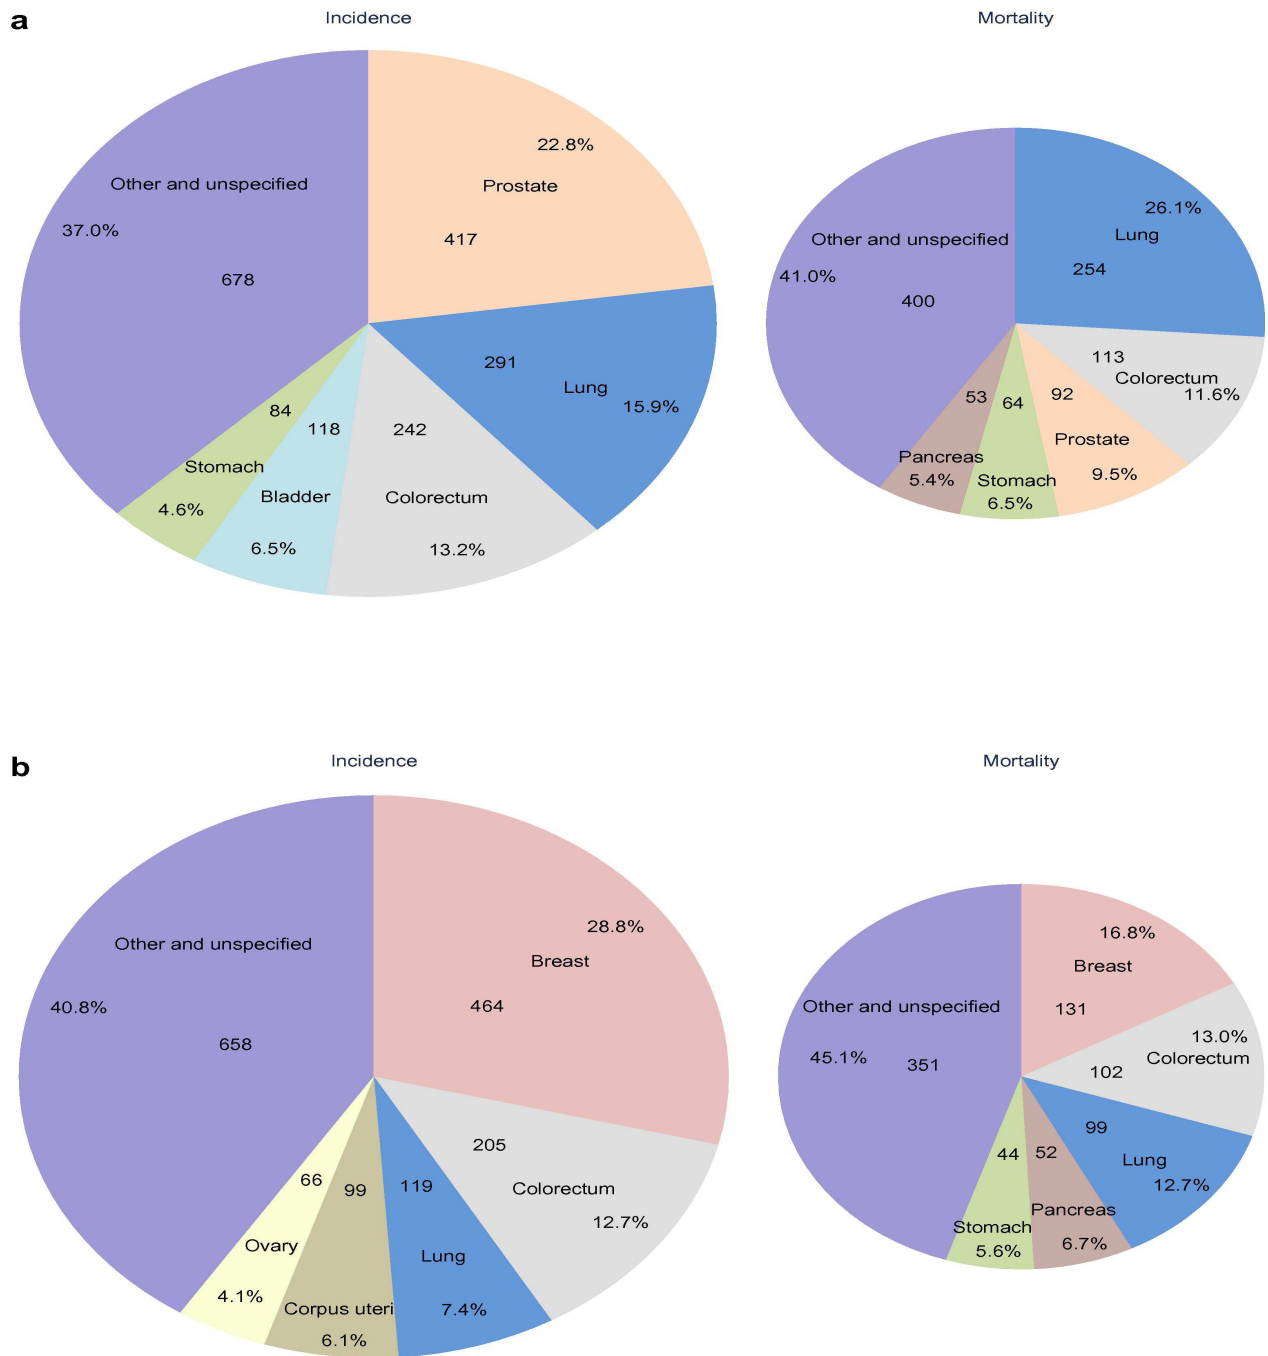 a
Incidence
Mortality
22.8%
Prostate
417
Other and unspecified
37.0%
678
291
Lung
15.9%
84
Stomach
4.6%
118
Bladder
6.5%
242
Colorectum
13.2%
26.1%
Lung
254
Other and unspecified
41.0%
400
113
Colorectum
11.6%
92
Prostate
9.5%
64
Stomach
6.5%
53
Pancreas
5.4%
b
Incidence
Mortality
28.8%
Breast
464
Other and unspecified
40.8%
658
205
Colorectum
12.7%
119
Lung
7.4%
99
Corpus uteri
6.1%
66
Ovary
4.1%
16.8%
Breast
131
Other and unspecified
45.1%
351
13.0%
Colorectum
102
99
Lung
12.7%
52
Pancreas
6.7%
44
Stomach
5.6%